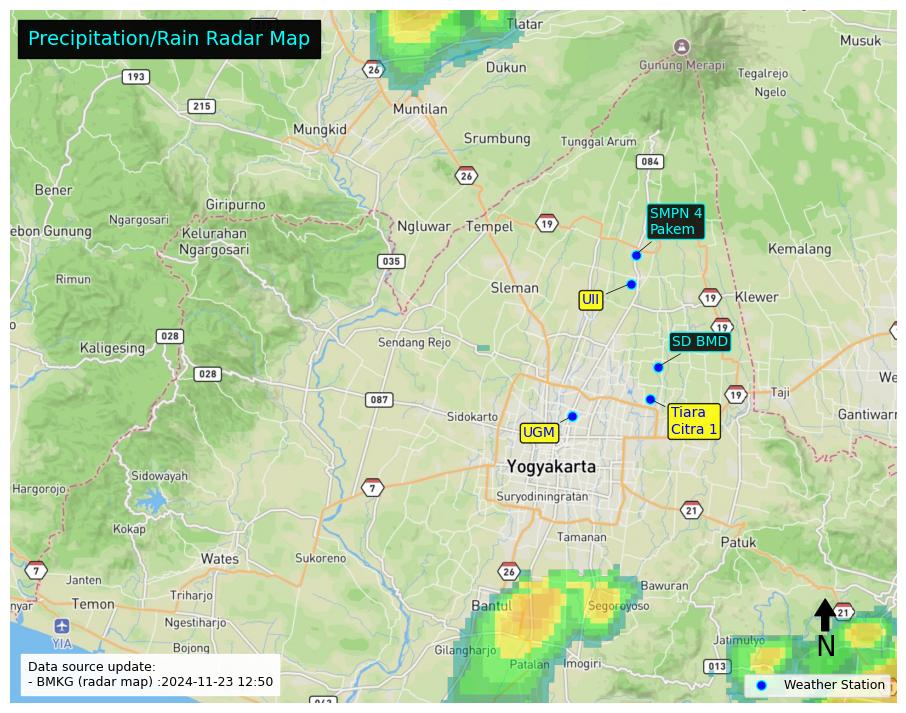 Precipitation/Rain Radar Map
Tlatar
Musuk
26
Dukun
Gunung Merapi
Tegalrejo
193
Ngelo
215
Muntilan
Mungkid
Srumbung
Tunggal Arum
084
26
Bener
Giripurno
Ngargosari
SMPN 4
Pakem
ebon Gunung
Kelurahan
Ngargosari
Ngluwar
Tempel
19
Kemalang
035
Rimun
Sleman
UII
19
Klewer
19
028
Kaligesing
Sendang Rejo
SD BMD
028
We
087
19
Taji
Sidokarto
Tiara
Citra 1
Gantiwarn
UGM
Yogyakarta
Sidowayah
Hargorojo
7
Suryodiningratan
21
Kokap
Tamanan
Patuk
Wates
Sukoreno
7
26
Janten
Bawuran
nyar
Temon
Triharjo
Bantul
Segoroyoso
21
Ngestiharjo
YIA
Jatimulyo
N
Bojong
Gilangharjo
Patalan
Imogiri
013
Data source update:
- BMKG (radar map) :2024-11-23 12:50
Weather Station